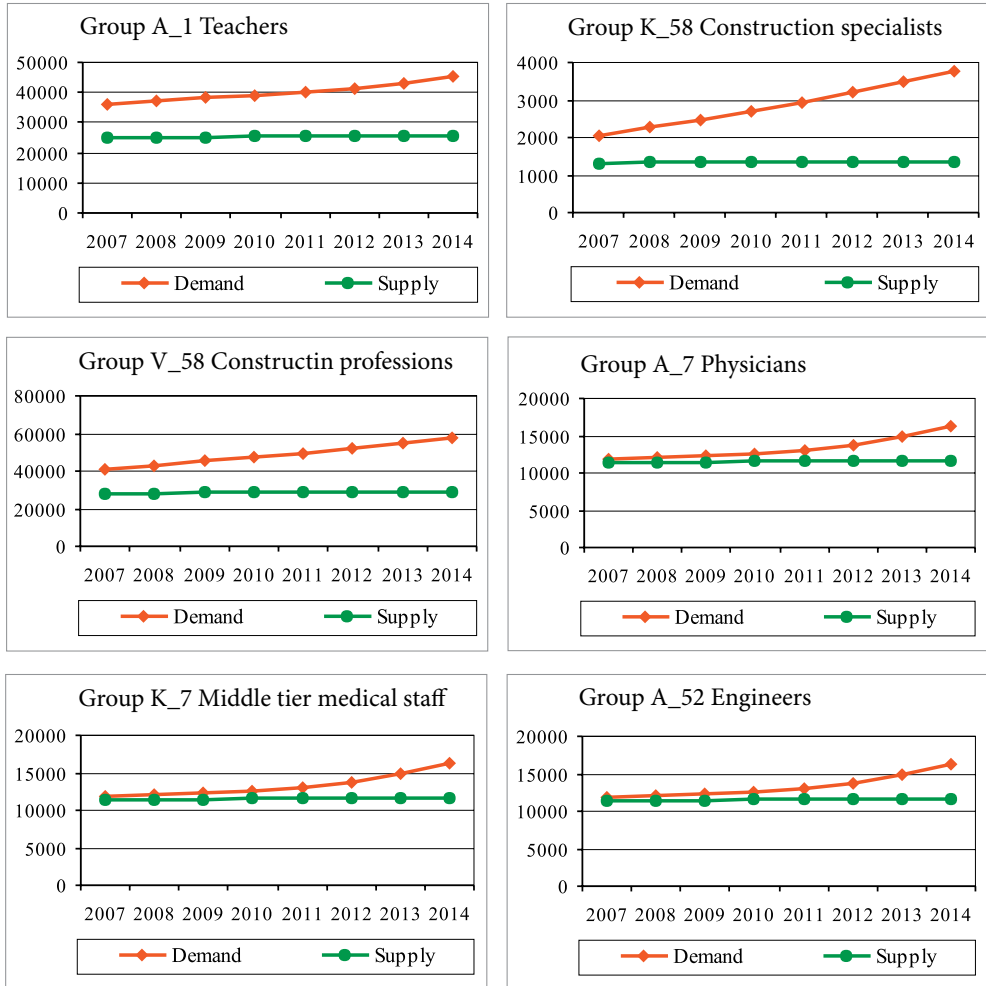 Group A_1 Teachers
50000
40000
30000
20000
10000
0
2007 2008 2009 2010 2011 2012 2013 2014
Demand Supply
Group K_58 Construction specialists
4000
3000
2000
1000
0
2007 2008 2009 2010 2011 2012 2013 2014
Demand Supply
Group V_58 Constructin professions
80000
60000
40000
20000
0
2007 2008 2009 2010 2011 2012 2013 2014
Demand Supply
Group A_7 Physicians
20000
15000
10000
5000
0
2007 2008 2009 2010 2011 2012 2013 2014
Demand Supply
Group K_7 Middle tier medical staff
20000
15000
10000
5000
0
2007 2008 2009 2010 2011 2012 2013 2014
Demand Supply
Group A_52 Engineers
20000
15000
10000
5000
0
2007 2008 2009 2010 2011 2012 2013 2014
Demand Supply